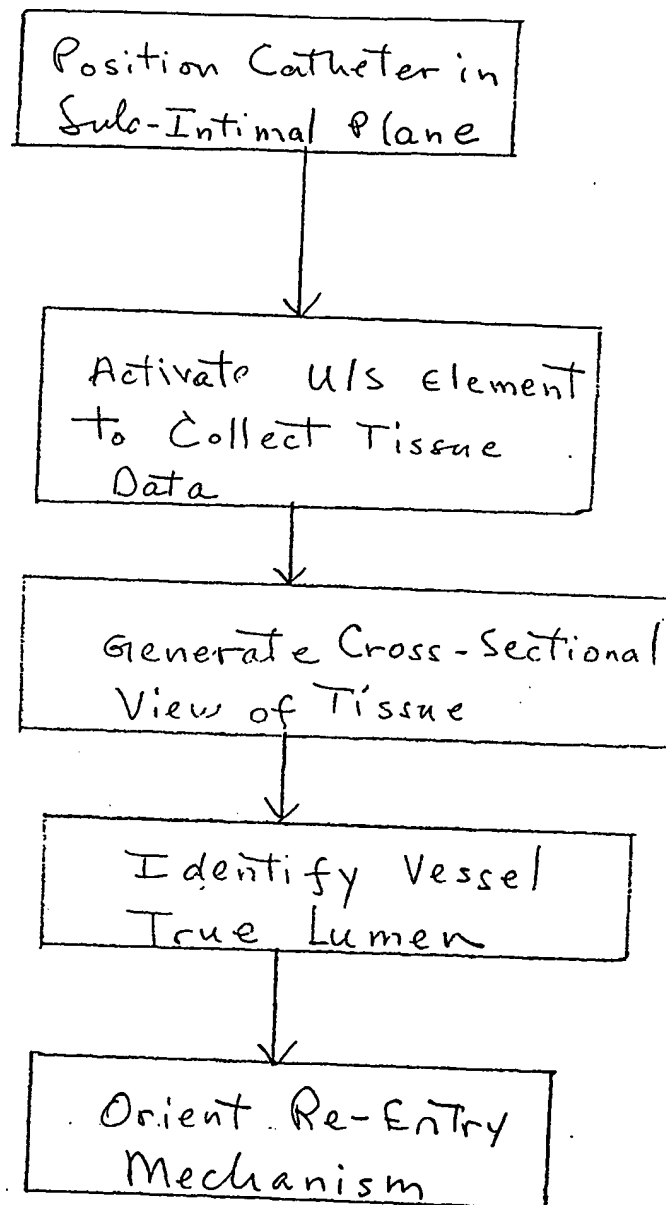 Position Catheter in
Sub-Intimal Plane
Activate U/S Element
to Collect Tissue
Data
Generate Cross-Sectional
View of Tissue
Identify Vessel
True Lumen
Orient Re-Entry
Mechanism